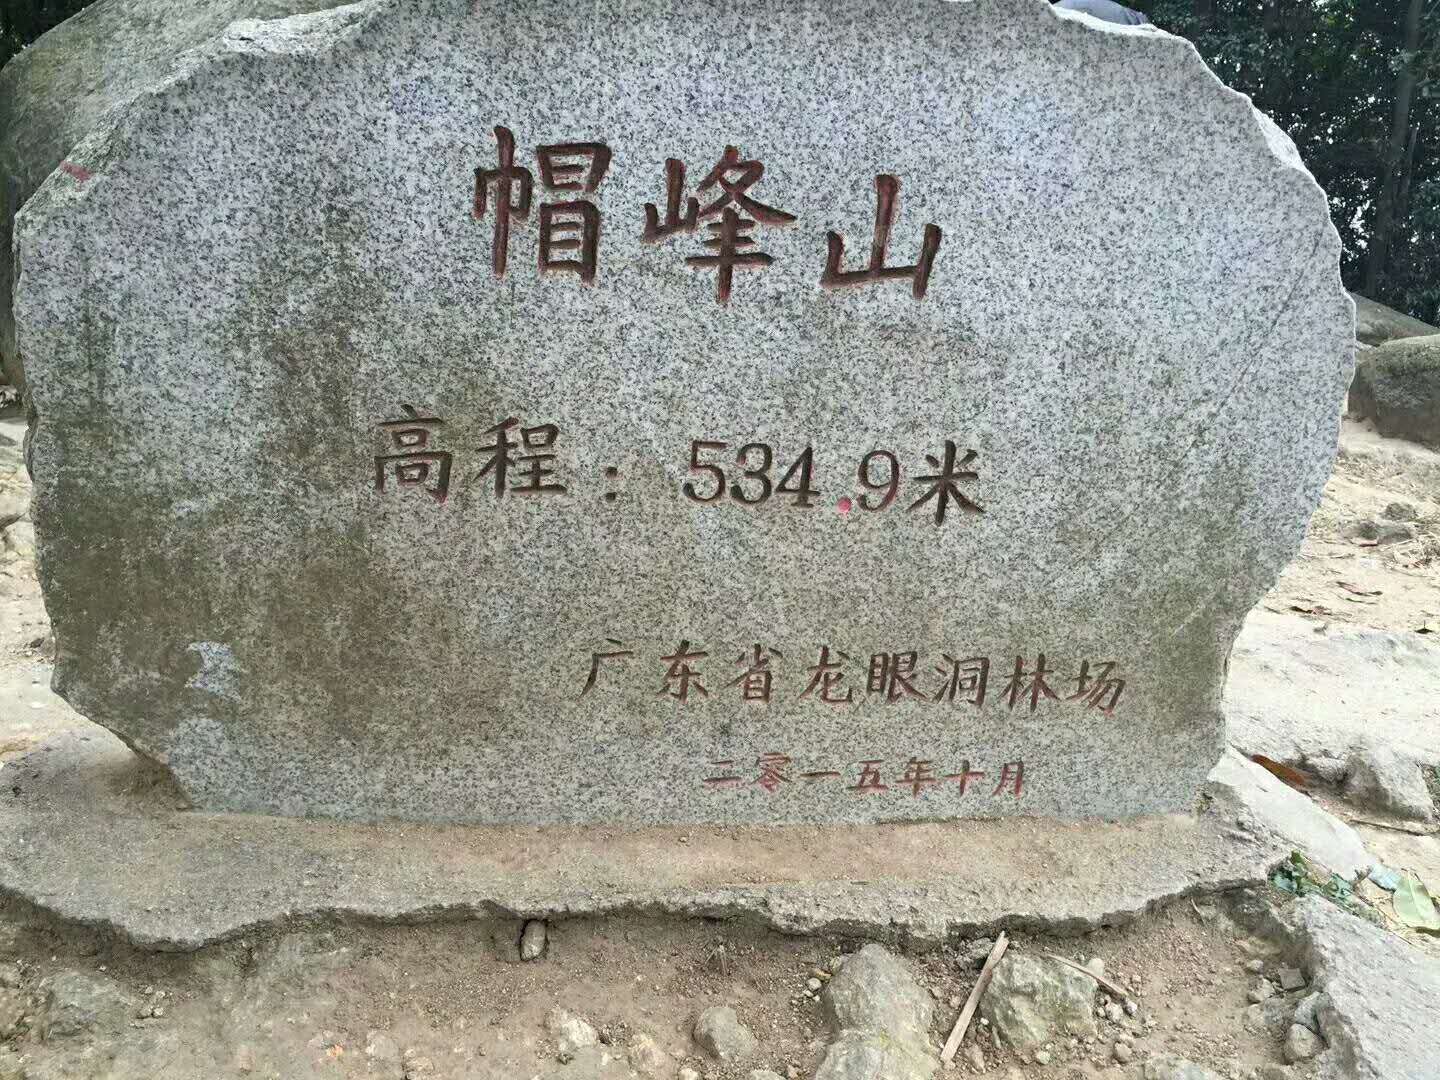 帽峰山
高程：534.9米
广东省龙眼洞林场
二零一五年十月